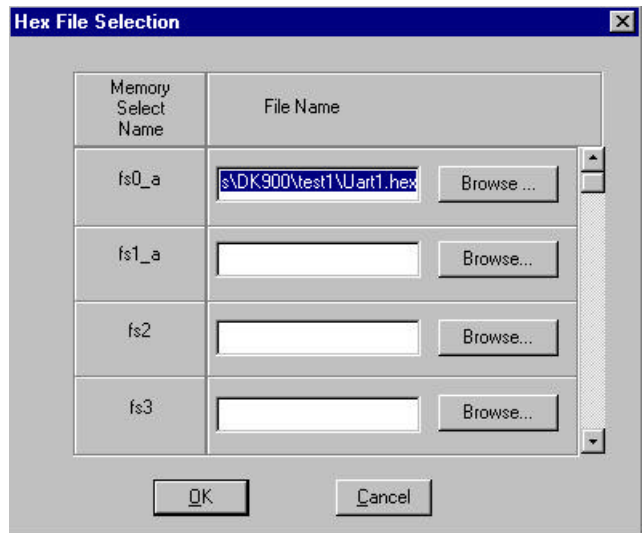 Hex File Selection
Memory
Select
Name
File Name
fs0_a
s\DK900\test1\Uart1.hex
Browse ...
fs1_a
Browse...
fs2
Browse...
fs3
Browse...
OK
Cancel